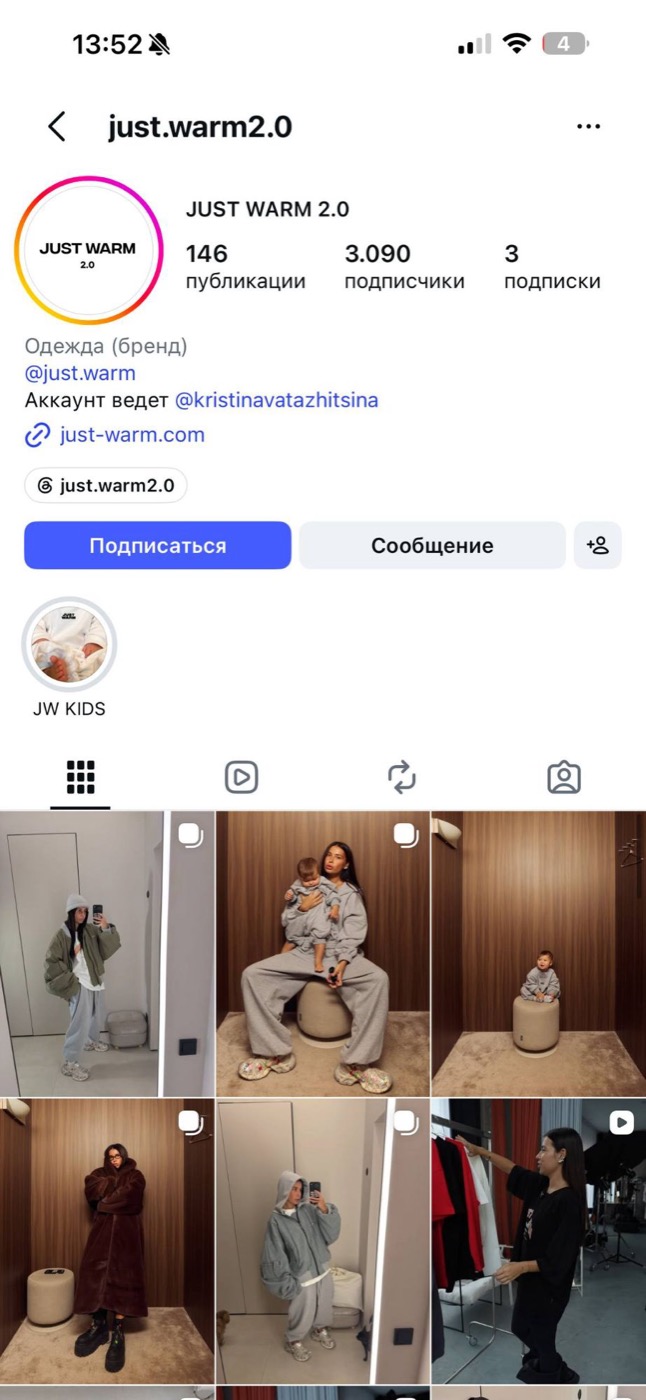 13:52
4
just.warm2.0
JUST WARM
2.0
JUST WARM 2.0
146
3.090
3
публикации
подписчики
подписки
Одежда (бренд)
@just.warm
Аккаунт ведет @kristinavatazhitsina
just-warm.com
just.warm2.0
Подписаться
Сообщение
JUST
WARM
JW KIDS